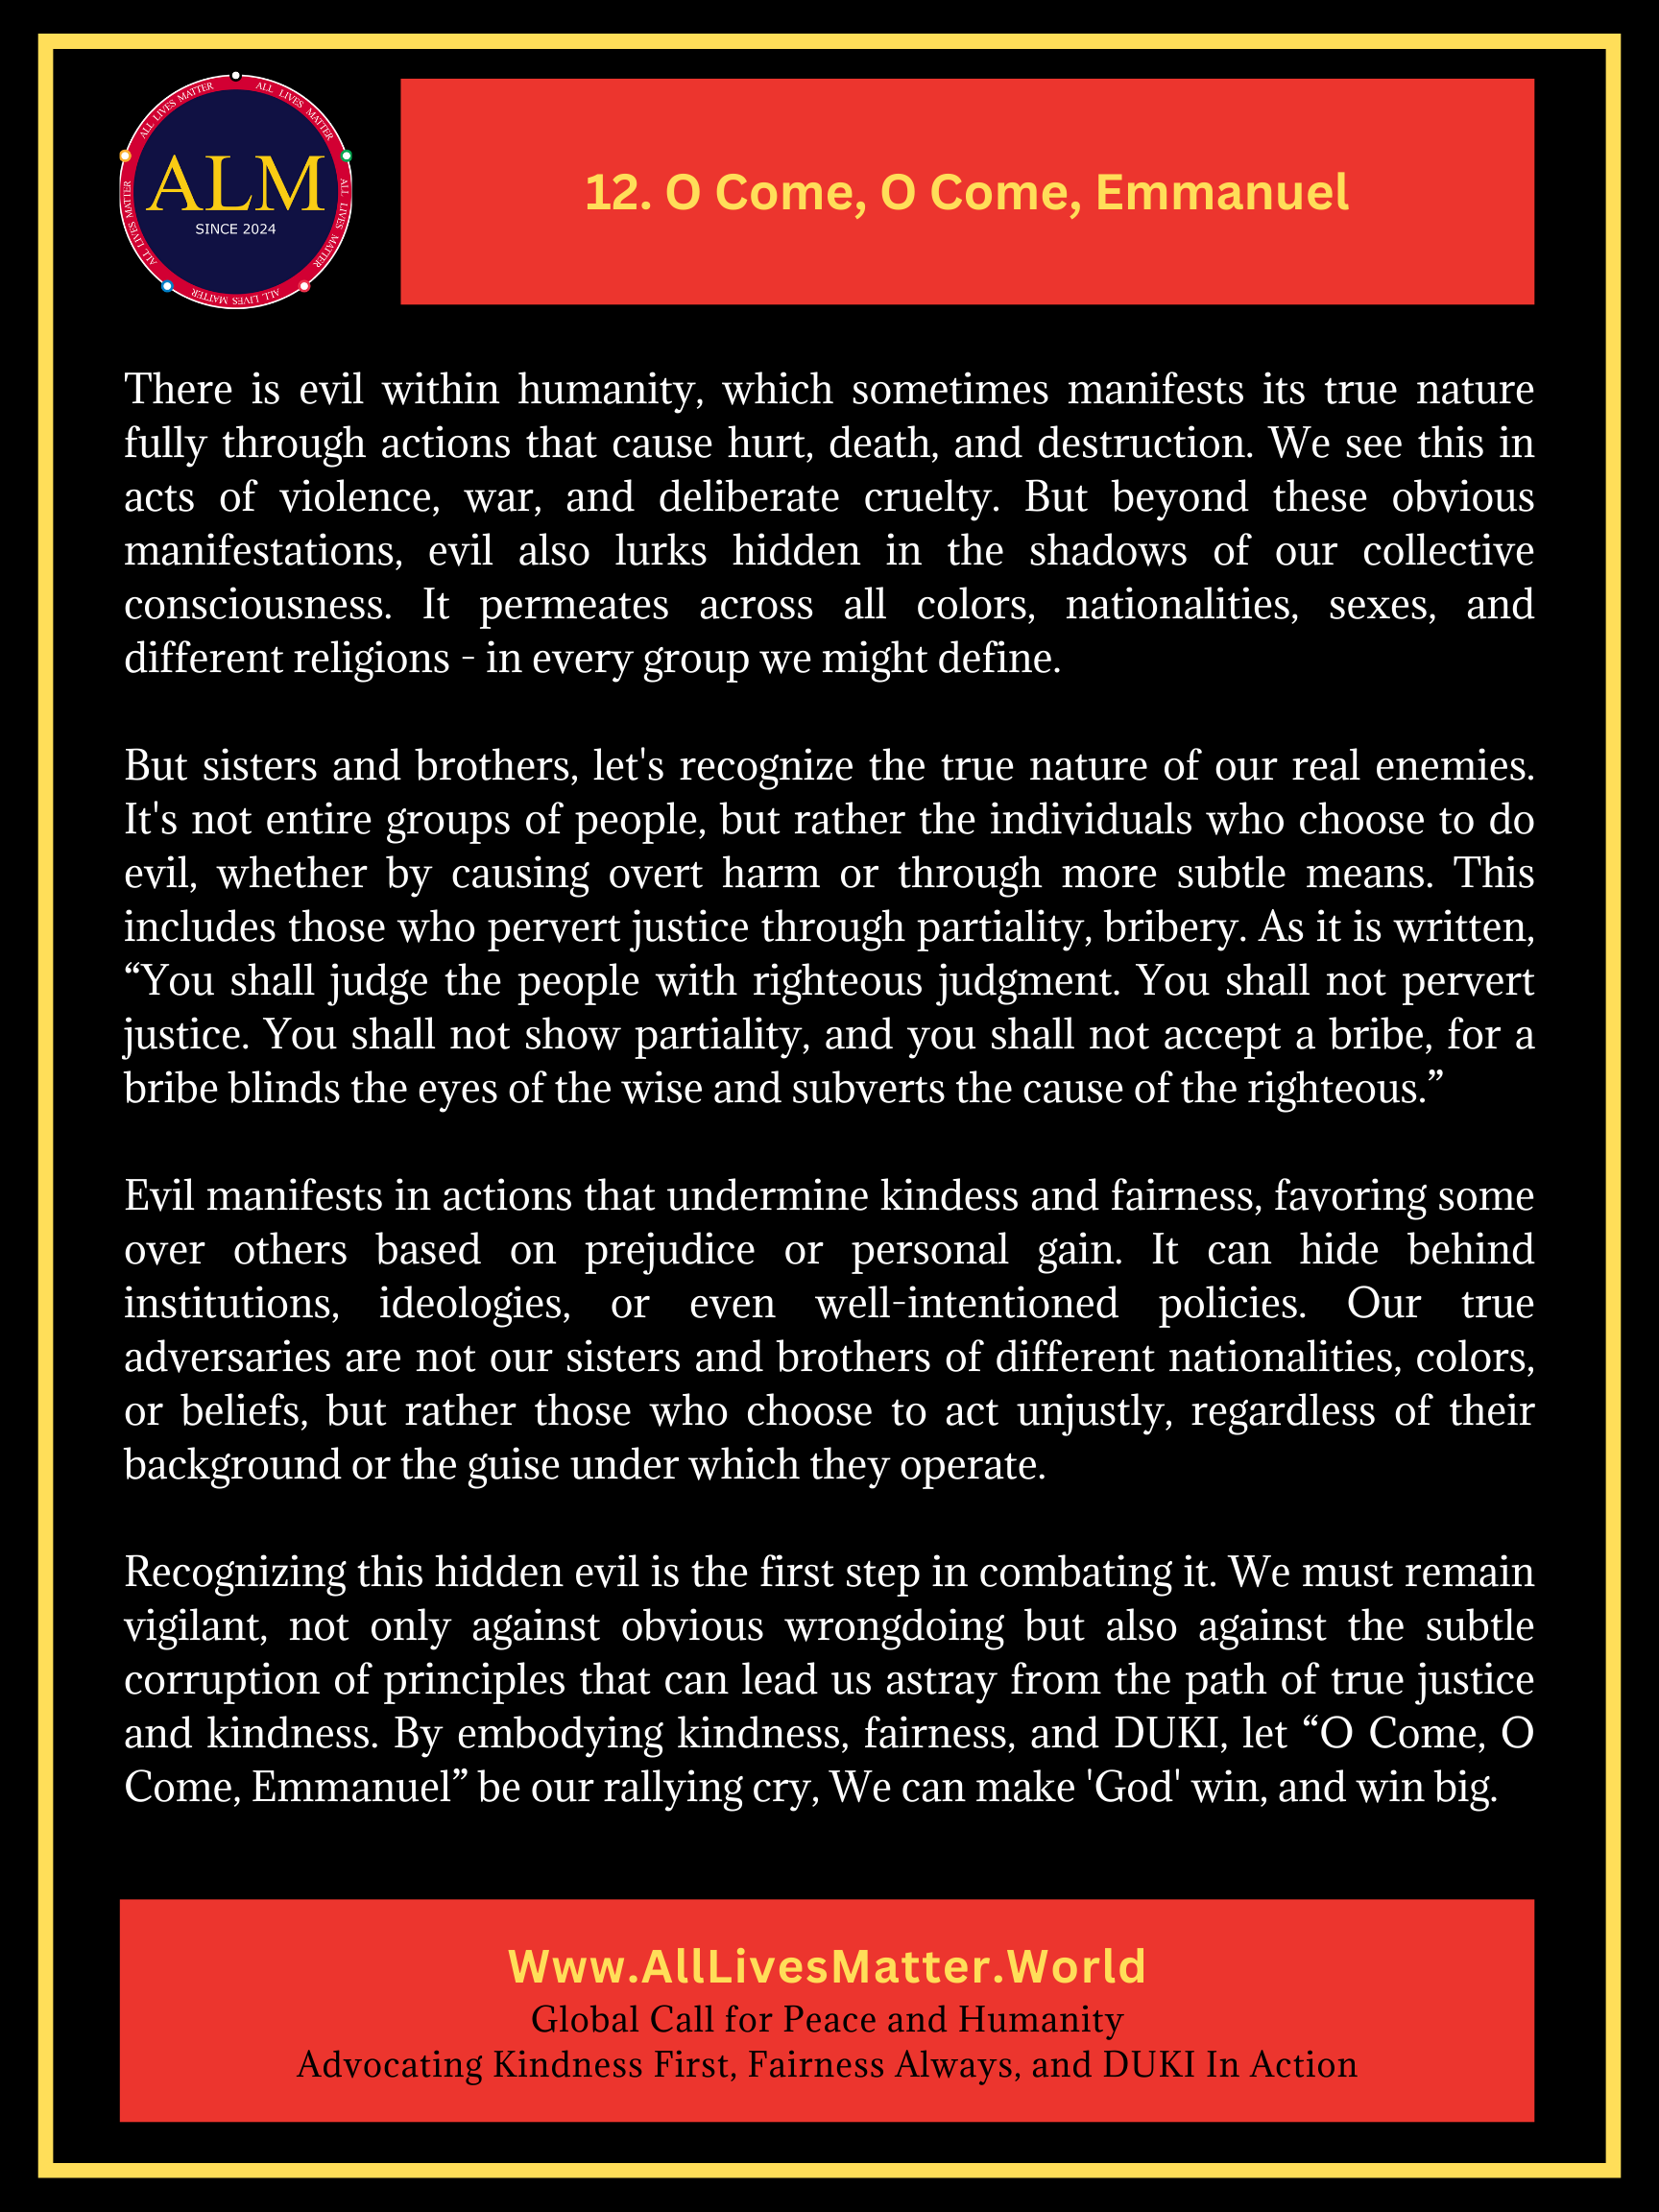 ALL LIVES MATTER
ALL LIVES MATTER
ALL LIVES MATTER
ALL LIVES MATTER
ALL LIVES MATTER
ALM
SINCE 2024
12. O Come, O Come, Emmanuel
There is evil within humanity, which sometimes manifests its true nature
fully through actions that cause hurt, death, and destruction. We see this in
acts of violence, war, and deliberate cruelty. But beyond these obvious
manifestations, evil also lurks hidden in the shadows of our collective
consciousness. It permeates across all colors, nationalities, sexes, and
different religions - in every group we might define.
But sisters and brothers, let's recognize the true nature of our real enemies.
It's not entire groups of people, but rather the individuals who choose to do
evil, whether by causing overt harm or through more subtle means. This
includes those who pervert justice through partiality, bribery. As it is written,
“You shall judge the people with righteous judgment. You shall not pervert
justice. You shall not show partiality, and you shall not accept a bribe, for a
bribe blinds the eyes of the wise and subverts the cause of the righteous.”
Evil manifests in actions that undermine kindess and fairness, favoring some
over others based on prejudice or personal gain. It can hide behind
institutions, ideologies, or even well-intentioned policies. Our true
adversaries are not our sisters and brothers of different nationalities, colors,
or beliefs, but rather those who choose to act unjustly, regardless of their
background or the guise under which they operate.
Recognizing this hidden evil is the first step in combating it. We must remain
vigilant, not only against obvious wrongdoing but also against the subtle
corruption of principles that can lead us astray from the path of true justice
and kindness. By embodying kindness, fairness, and DUKI, let “O Come, O
Come, Emmanuel” be our rallying cry, We can make 'God' win, and win big.
Www.AllLivesMatter.World
Global Call for Peace and Humanity
Advocating Kindness First, Fairness Always, and DUKI In Action